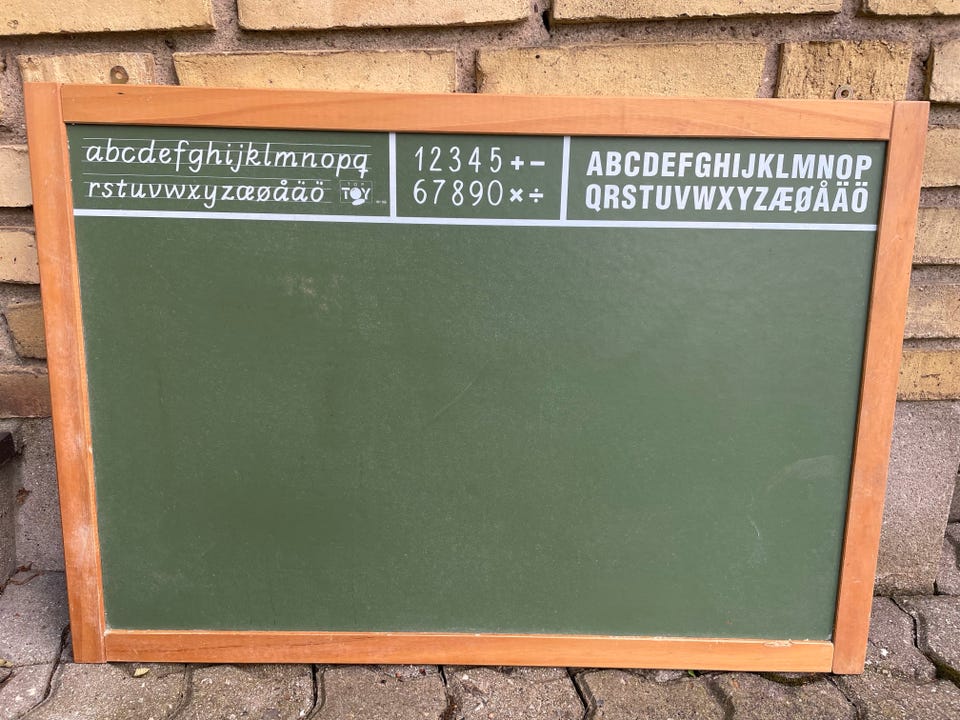 abcdefghijklmnopq
rstuvwxyzæøåäö
TOY
12345+−
67890×÷
ABCDEFGHIJKLMNOP
QRSTUVWXYZÆØÅÄÖ